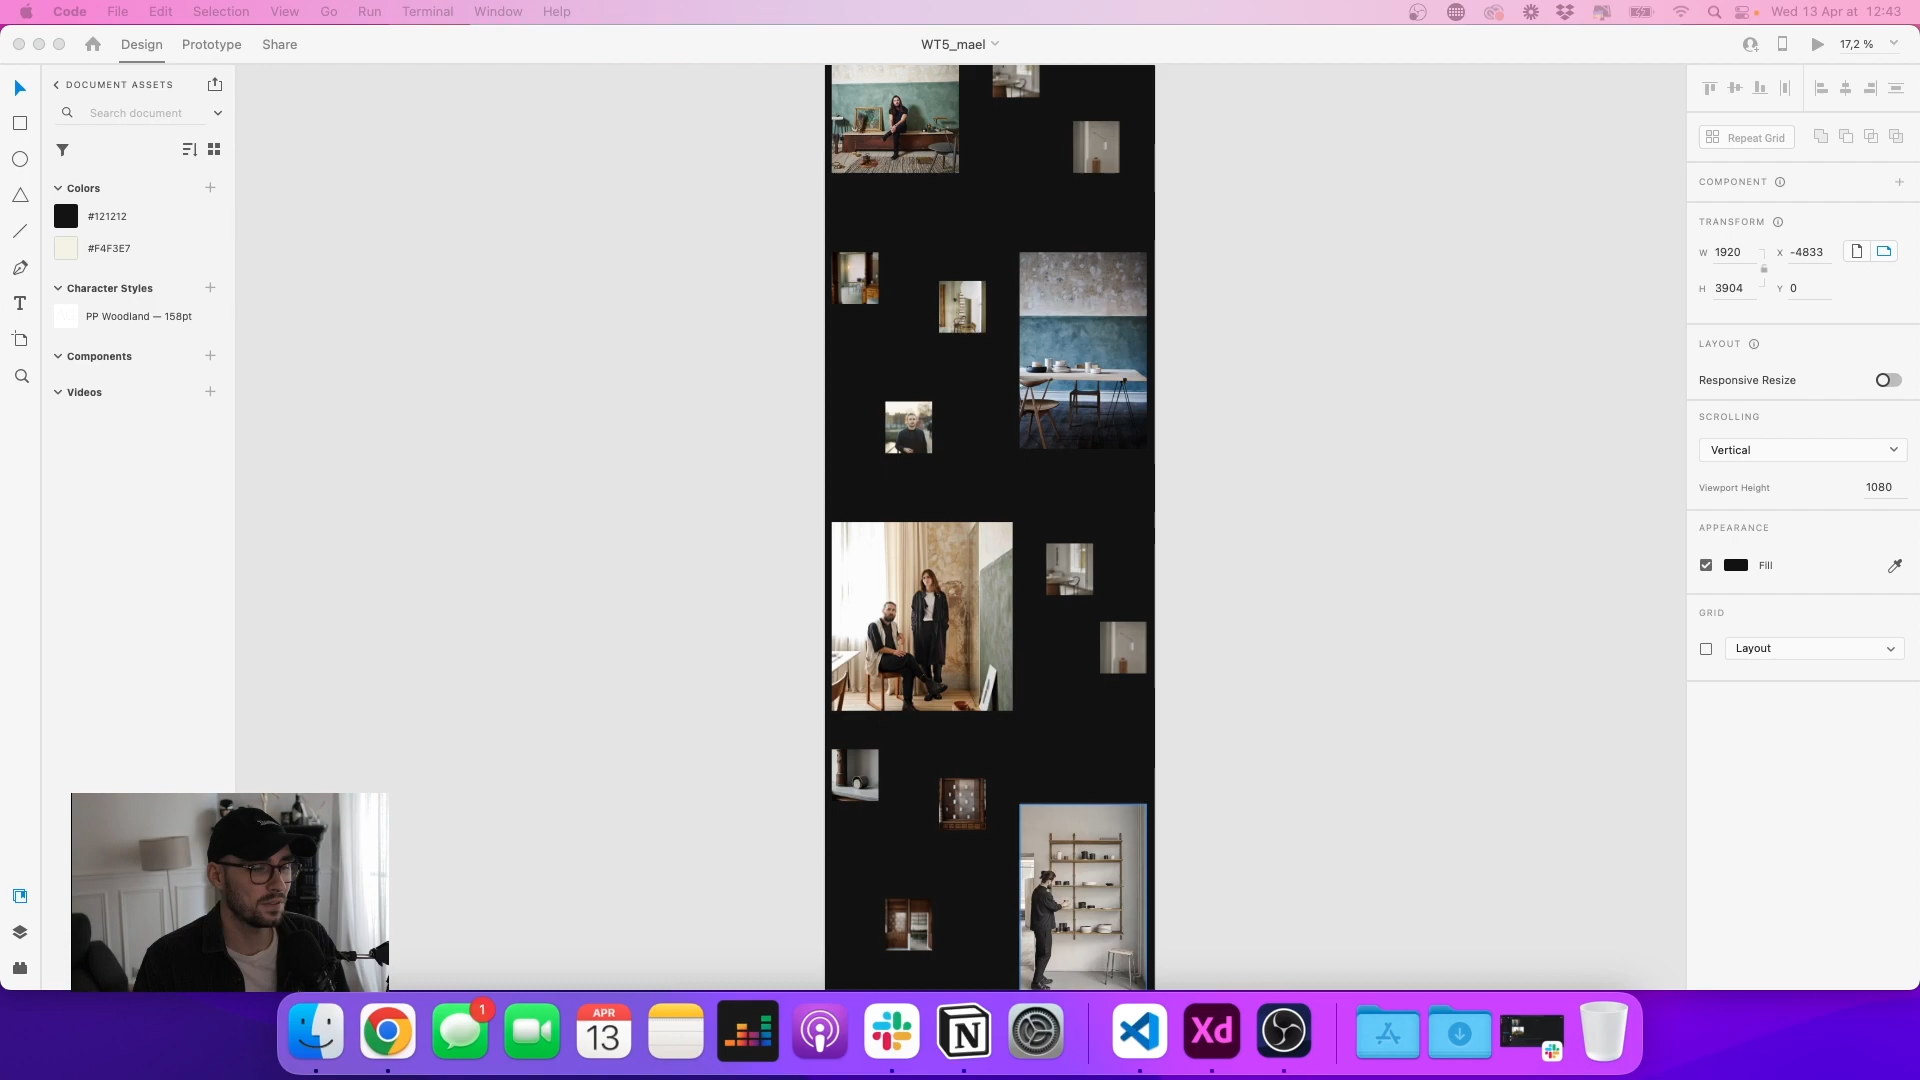 Code File Edit Selection View Go Run Terminal Window Help Wed 13 Apr at 12:43
Design Prototype Share WT5_mael 17,2 %
DOCUMENT ASSETS
Search document
Colors
#121212
#F4F3E7
Character Styles
PP Woodland — 158pt
Components
Videos
Repeat Grid
COMPONENT
TRANSFORM
W 1920 X -4833
H 3904 Y 0
LAYOUT
Responsive Resize
SCROLLING
Vertical
Viewport Height 1080
APPEARANCE
Fill
GRID
Layout
1
APR
13
Xd